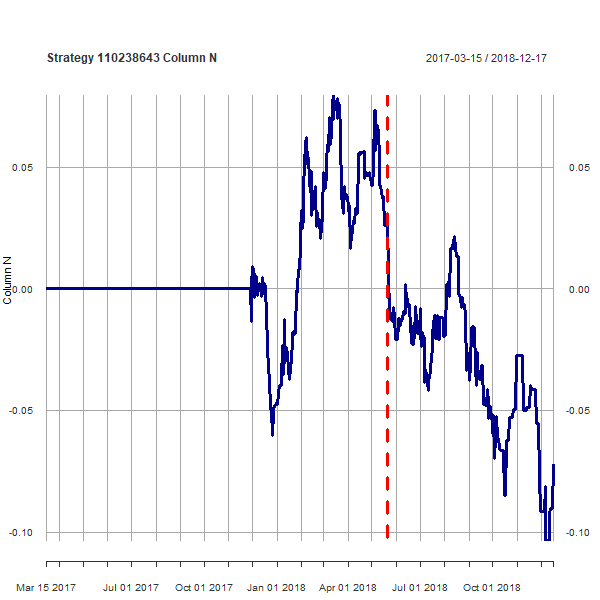 Strategy 110238643 Column N
2017-03-15 / 2018-12-17
0.05 0.05
0.00 0.00
Column N
-0.05 -0.05
-0.10 -0.10
Mar 15 2017 Jul 01 2017 Oct 01 2017 Jan 01 2018 Apr 01 2018 Jul 01 2018 Oct 01 2018